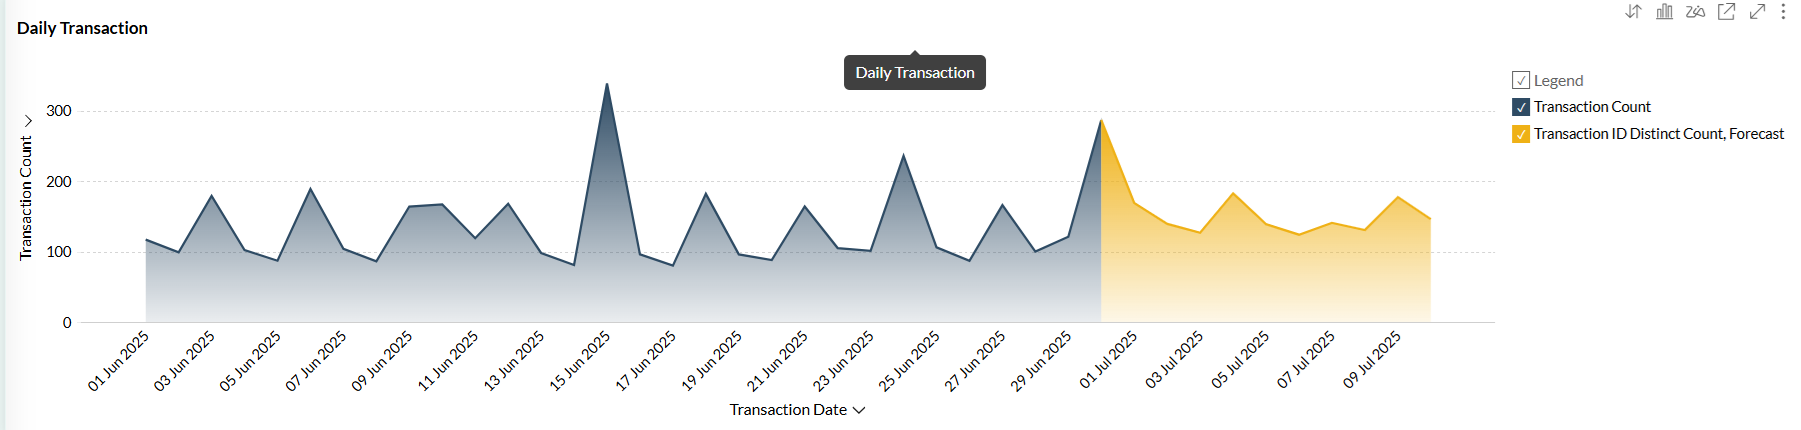 Daily Transaction
Daily Transaction
Legend
Transaction Count
Transaction ID Distinct Count, Forecast
Transaction Count
300
200
100
0
01 Jun 2025
03 Jun 2025
05 Jun 2025
07 Jun 2025
09 Jun 2025
11 Jun 2025
13 Jun 2025
15 Jun 2025
17 Jun 2025
19 Jun 2025
21 Jun 2025
23 Jun 2025
25 Jun 2025
27 Jun 2025
29 Jun 2025
01 Jul 2025
03 Jul 2025
05 Jul 2025
07 Jul 2025
09 Jul 2025
Transaction Date